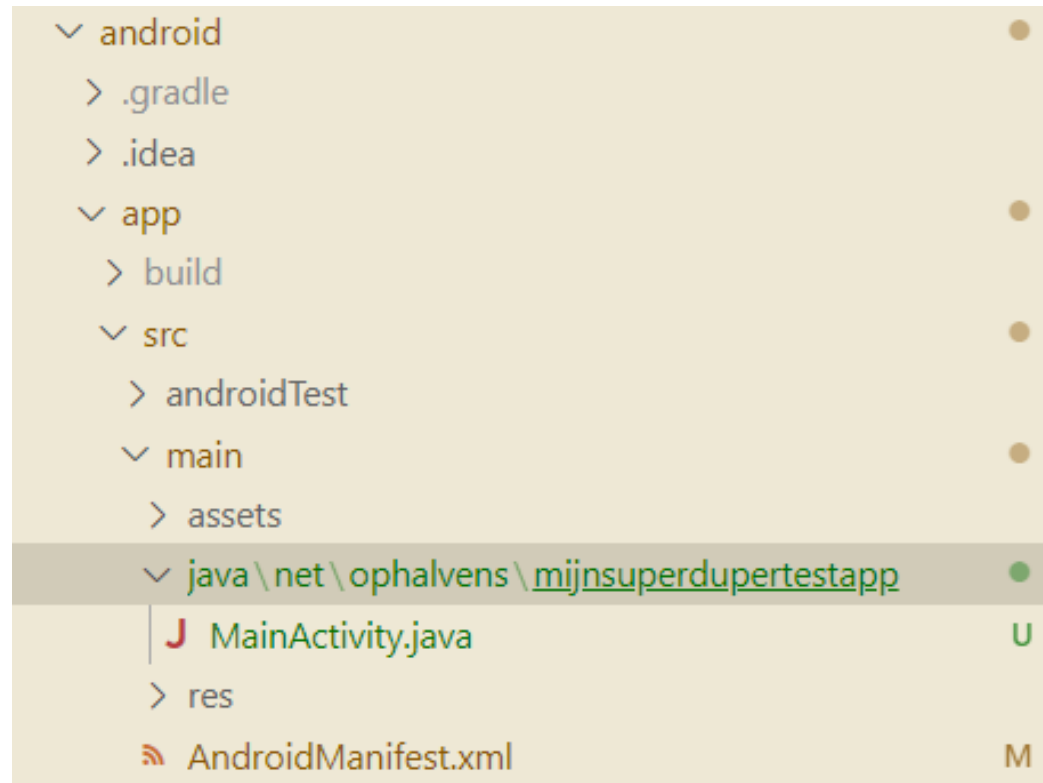 android
.gradle
.idea
app
build
src
androidTest
main
assets
java\net\ophalvens\mijnsuperdupertestapp
J MainActivity.java U
res
AndroidManifest.xml M